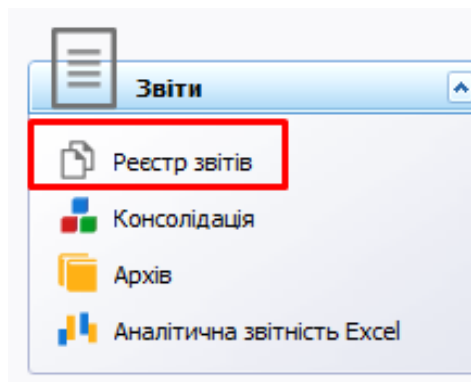 Звіти
Реєстр звітів
Консолідація
Архів
Аналітична звітність Excel